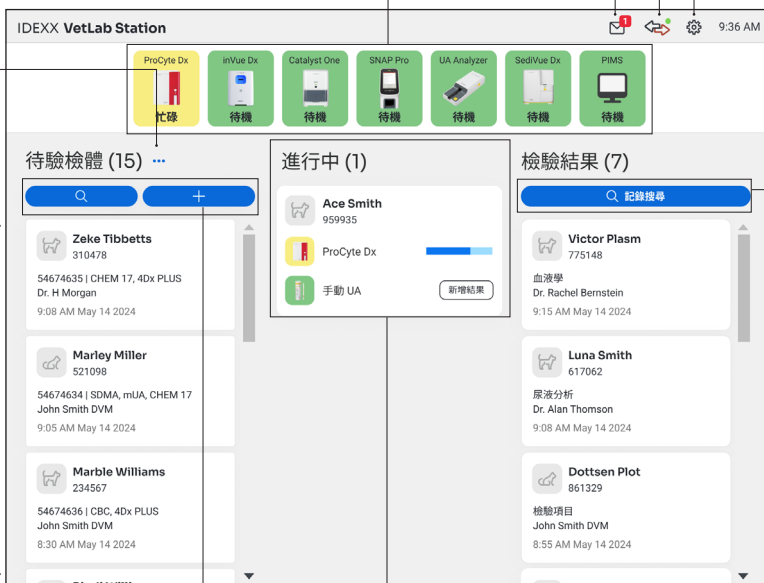 IDEXX VetLab Station
1
9:36 AM
ProCyte Dx
忙碌
inVue Dx
待機
Catalyst One
待機
SNAP Pro
待機
UA Analyzer
待機
SediVue Dx
待機
PIMS
待機
待驗檢體 (15) •••
Zeke Tibbetts
310478
54674635 | CHEM 17, 4Dx PLUS
Dr. H Morgan
9:08 AM May 14 2024
Marley Miller
521098
54674634 | SDMA, mUA, CHEM 17
John Smith DVM
9:05 AM May 14 2024
Marble Williams
234567
54674636 | CBC, 4Dx PLUS
John Smith DVM
8:30 AM May 14 2024
進行中 (1)
Ace Smith
959935
ProCyte Dx
手動 UA
新增結果
檢驗結果 (7)
記錄搜尋
Victor Plasm
775148
血液學
Dr. Rachel Bernstein
9:15 AM May 14 2024
Luna Smith
617062
尿液分析
Dr. Alan Thomson
9:08 AM May 14 2024
Dottsen Plot
861329
檢驗項目
John Smith DVM
8:55 AM May 14 2024